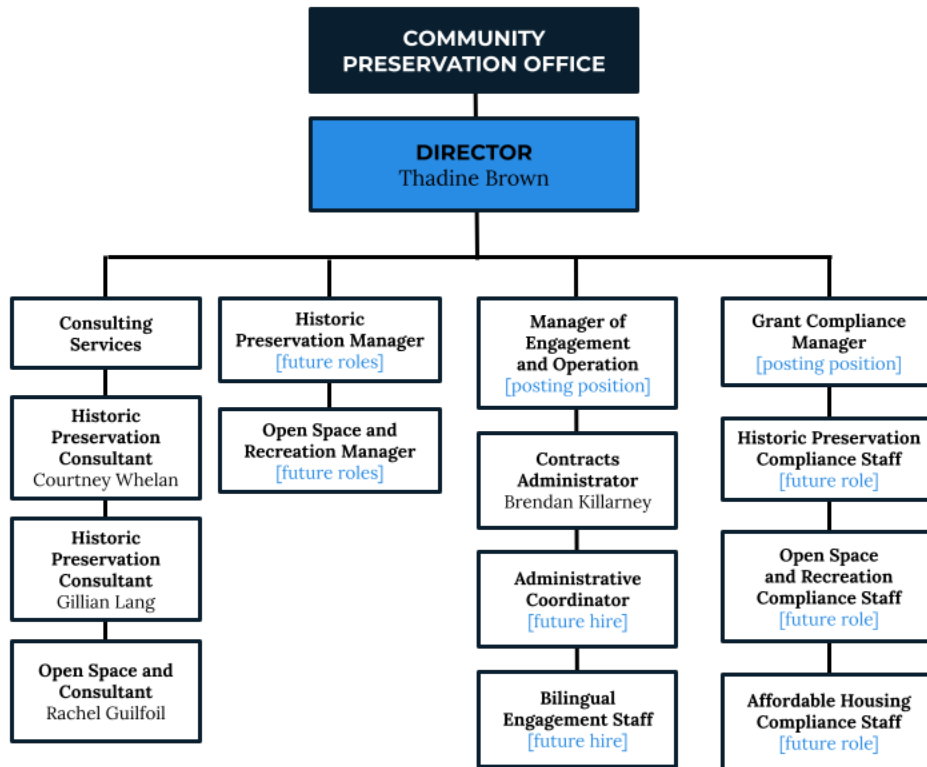 COMMUNITY
PRESERVATION OFFICE
DIRECTOR
Thadine Brown
Consulting
Services
Historic
Preservation
Consultant
Courtney Whelan
Historic
Preservation
Consultant
Gillian Lang
Open Space and
Consultant
Rachel Guilfoil
Historic
Preservation Manager
[future roles]
Open Space and
Recreation Manager
[future roles]
Manager of
Engagement
and Operation
[posting position]
Contracts
Administrator
Brendan Killarney
Administrative
Coordinator
[future hire]
Bilingual
Engagement Staff
[future hire]
Grant Compliance
Manager
[posting position]
Historic Preservation
Compliance Staff
[future role]
Open Space
and Recreation
Compliance Staff
[future role]
Affordable Housing
Compliance Staff
[future role]